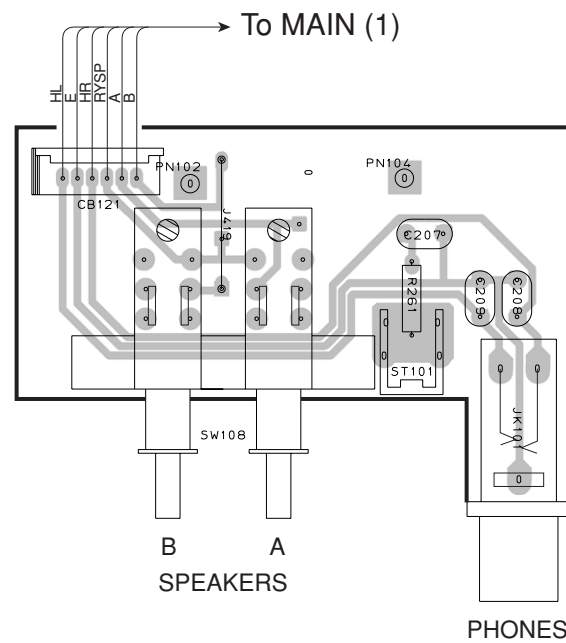 To MAIN (1)
HL
E
HR
RYSP
A
B
PN102
PN104
CB121
J419
C207
R261
C209
C208
ST101
JK101
SW108
B
A
SPEAKERS
PHONES